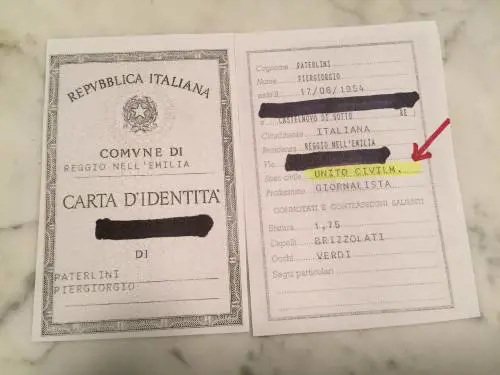 REPVBBLICA ITALIANA
COMVNE DI
REGGIO NELL'EMILIA
CARTA D'IDENTITÀ
DI
PATERLINI
PIERGIORGIO
Cognome PATERLINI
Nome PIERGIORGIO
nato il 17/06/1954
a CASTELNOVO DI SOTTO RE )
Cittadinanza ITALIANA
Residenza REGGIO NELL'EMILIA
Via
Stato civile UNITO CIVILM.
Professione GIORNALISTA
CONNOTATI E CONTRASSEGNI SALIENTI
Statura 1,75
Capelli BRIZZOLATI
Occhi VERDI
Segni particolari